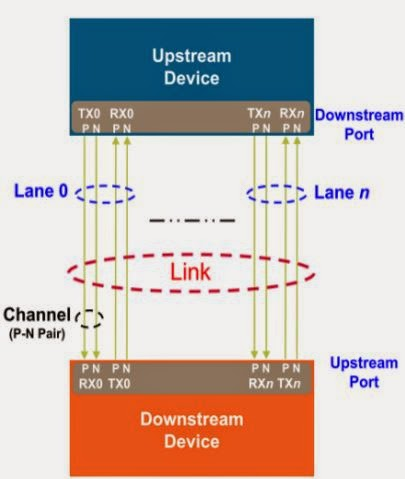 Upstream
Device
TX0 RX0 TXn RXn
P N P N P N P N
Downstream
Port
Lane 0
Lane n
Link
Channel
(P-N Pair)
Upstream
Port
P N P N P N P N
RX0 TX0 RXn TXn
Downstream
Device